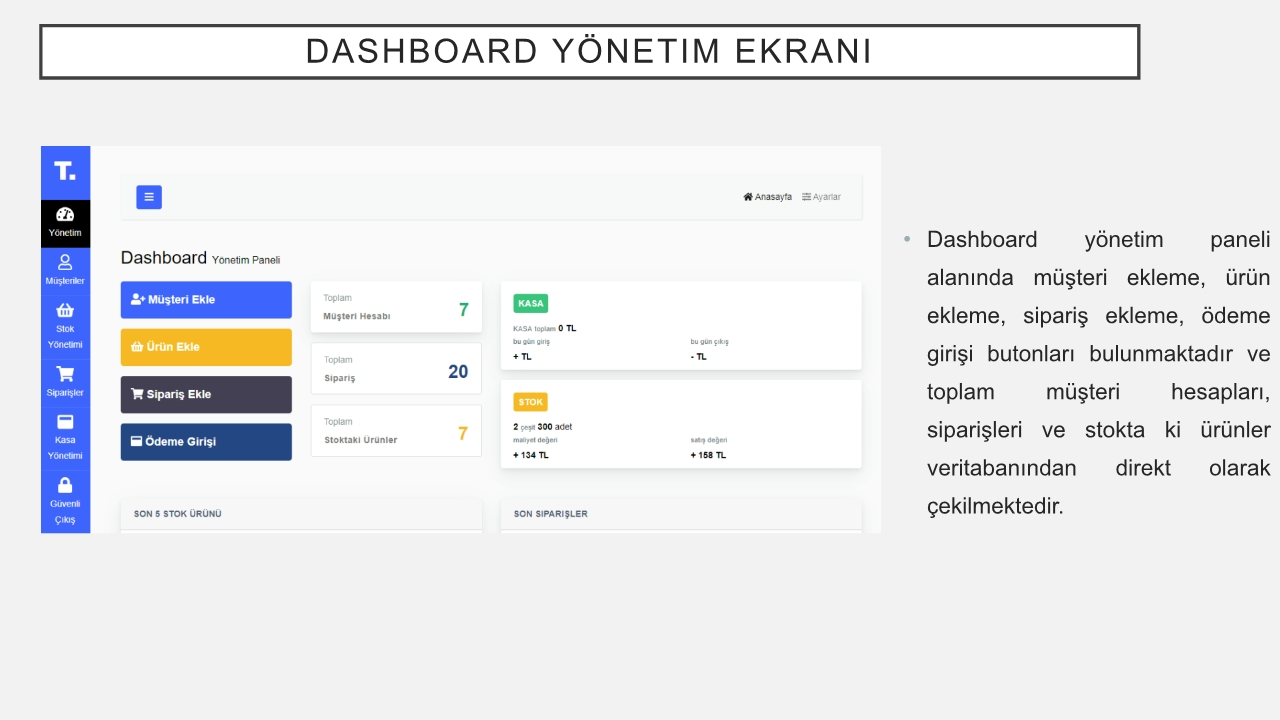 DASHBOARD YÖNETIM EKRANI
T.
Yönetim
Müşteriler
Stok
Yönetimi
Siparişler
Kasa
Yönetimi
Güvenli
Çıkış
Anasayfa Ayarlar
Dashboard Yönetim Paneli
Müşteri Ekle
Ürün Ekle
Sipariş Ekle
Ödeme Girişi
Toplam
Müşteri Hesabı 7
Toplam
Sipariş 20
Toplam
Stoktaki Ürünler 7
KASA
KASA toplam 0 TL
bu gün giriş bu gün çıkış
+ TL - TL
STOK
2 çeşit 300 adet
maliyet değeri satış değeri
+ 134 TL + 158 TL
SON 5 STOK ÜRÜNÜ
SON SIPARIŞLER
• Dashboard yönetim paneli
alanında müşteri ekleme, ürün
ekleme, sipariş ekleme, ödeme
girişi butonları bulunmaktadır ve
toplam müşteri hesapları,
siparişleri ve stokta ki ürünler
veritabanından direkt olarak
çekilmektedir.